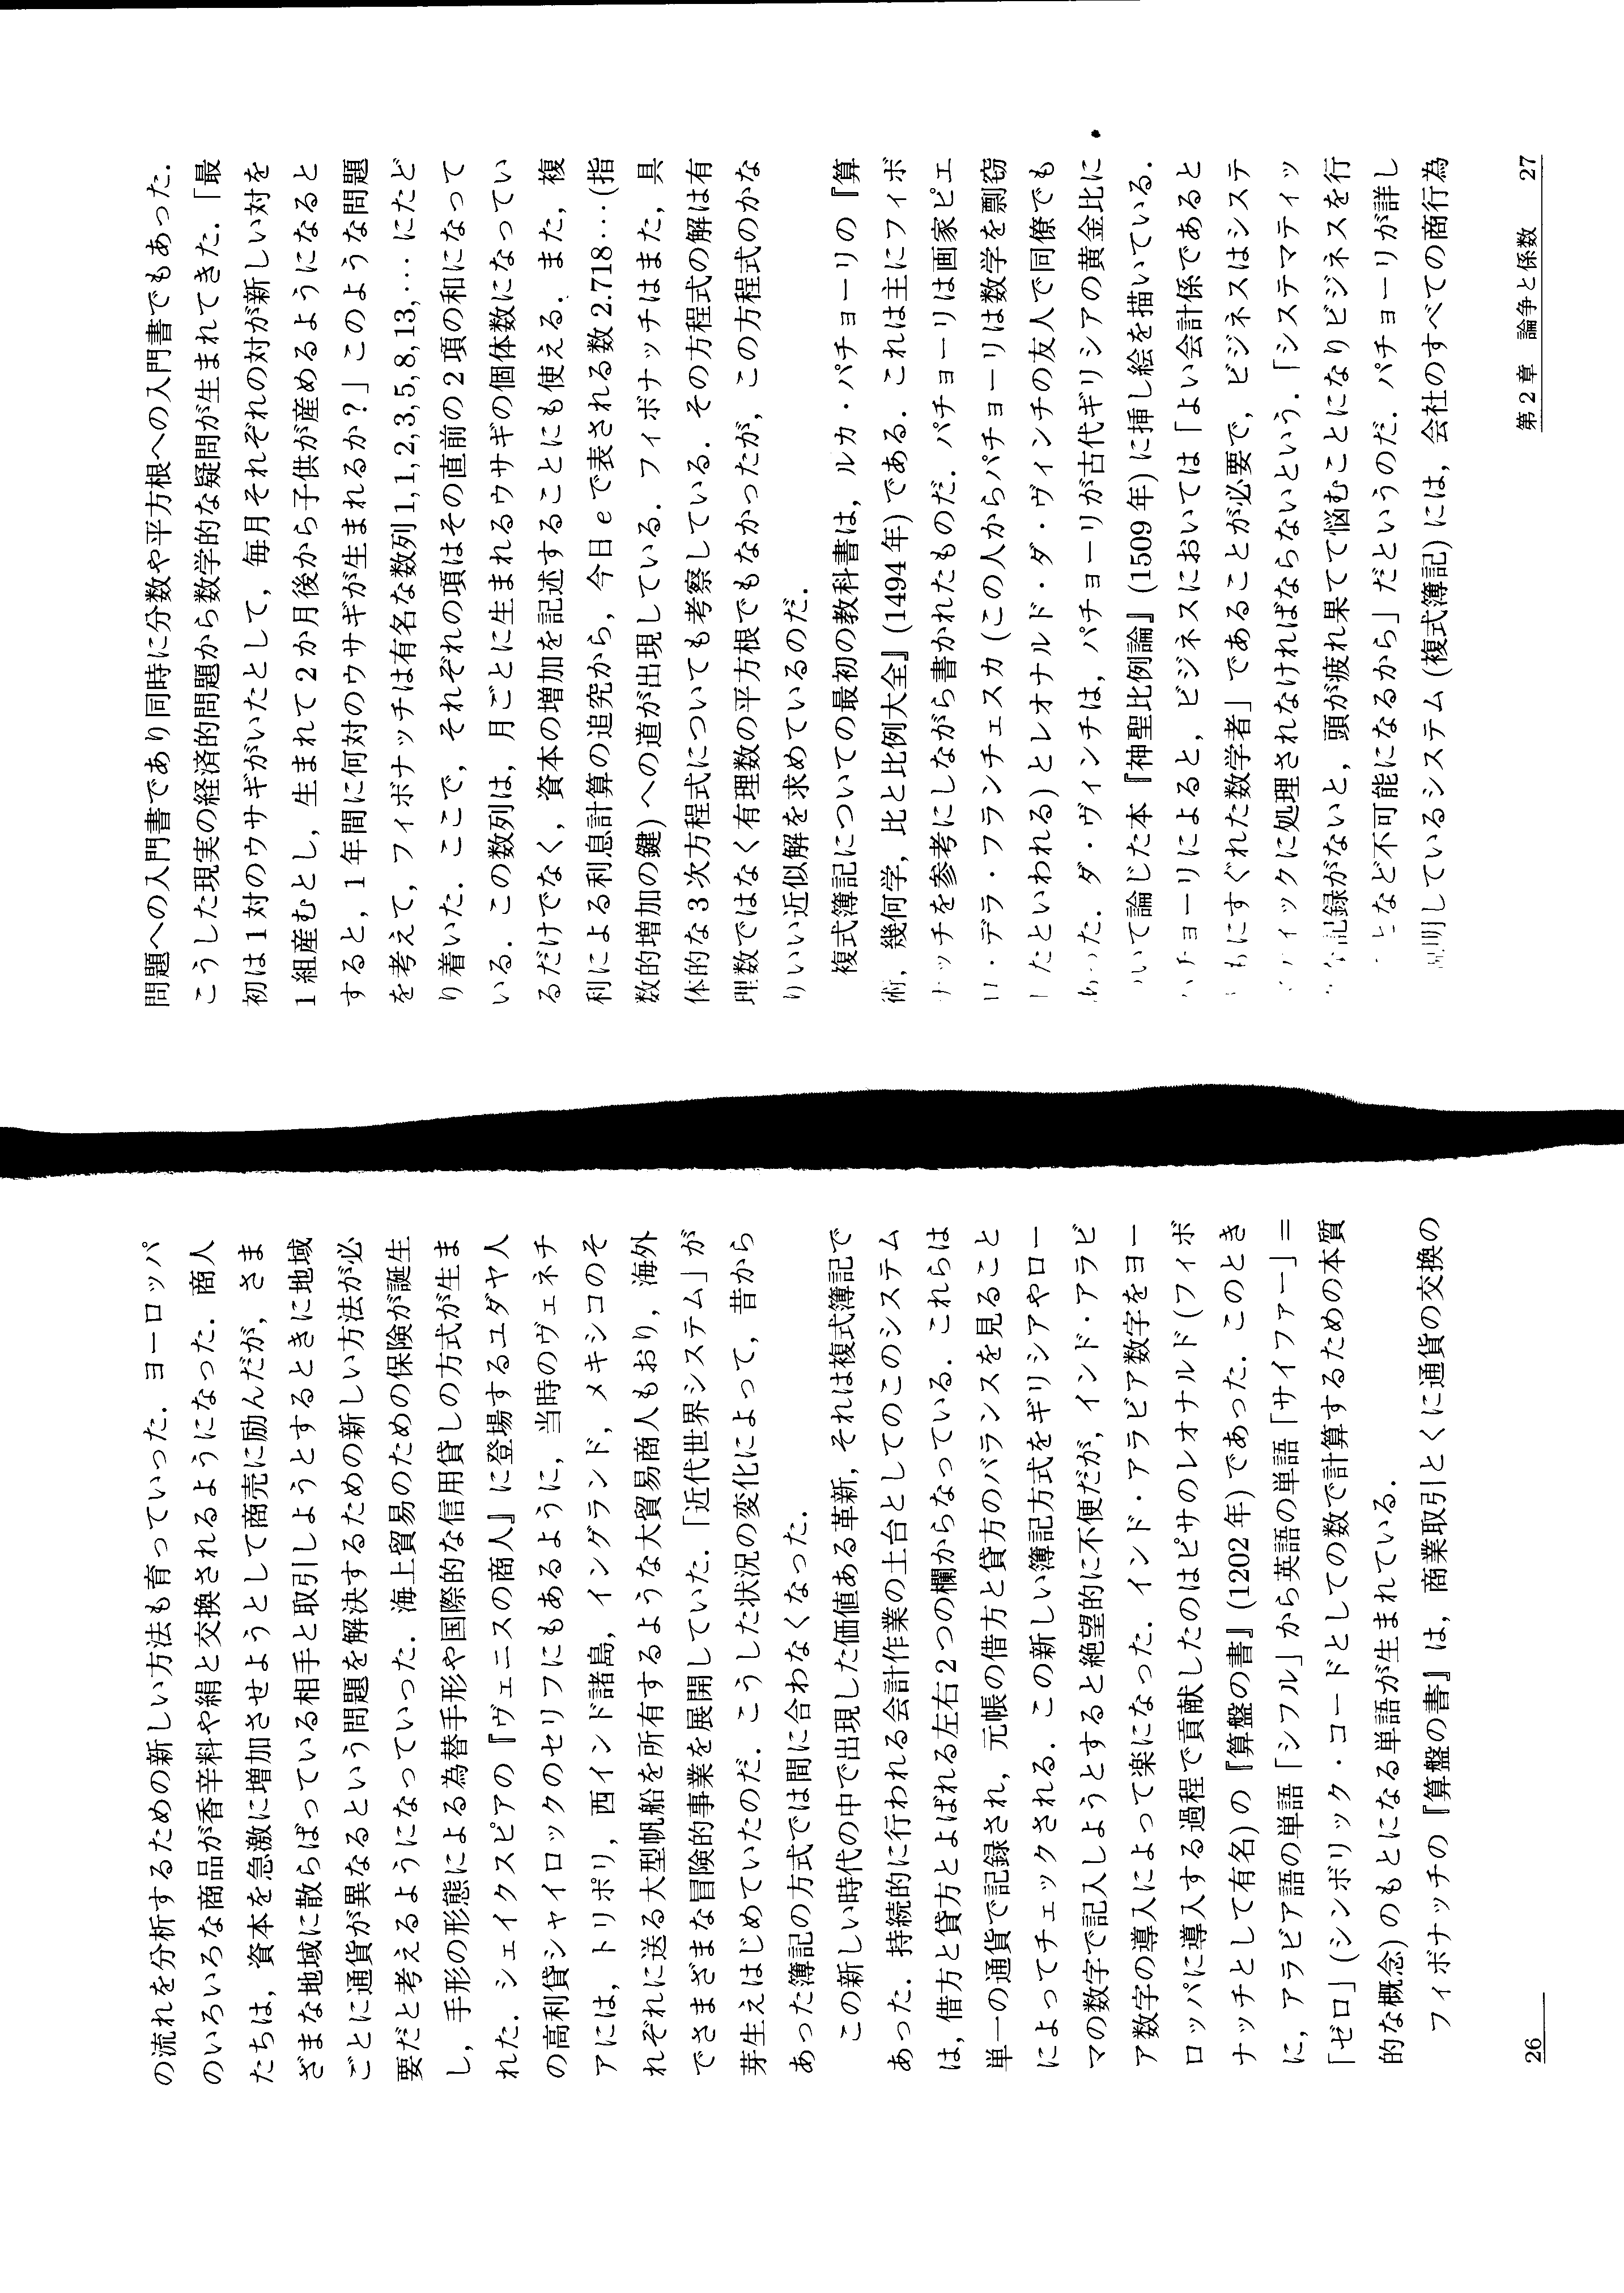 の流れを分析するための新しい方法も育っていった．ヨーロッパ
のいろいろな商品が香辛料や絹と交換されるようになった．商人
たちは，資本を急激に増加させようとして商売に励んだが，さま
ざまな地域に散らばっている相手と取引しようとするときに地域
ごとに通貨が異なるという問題を解決するための新しい方法が必
要だと考えるようになっていった．海上貿易のための保険が誕生
し，手形の形態による為替手形や国際的な信用貸しの方式が生ま
れた．シェイクスピアの『ヴェニスの商人』に登場するユダヤ人
の高利貸シャイロックのセリフにもあるように，当時のヴェネチ
アには，トリポリ，西インド諸島，イングランド，メキシコのそ
れぞれに送る大型帆船を所有するような大貿易商人もおり，海外
でさまざまな冒険的事業を展開していた．「近代世界システム」が
芽生えはじめていたのだ．こうした状況の変化によって，昔から
あった簿記の方式では間に合わなくなった．
この新しい時代の中で出現した価値ある革新，それは複式簿記で
あった．持続的に行われる会計作業の土台としてのこのシステム
は，借方と貸方とよばれる左右2つの欄からなっている．これらは
単一の通貨で記録され，元帳の借方と貸方のバランスを見ること
によってチェックされる．この新しい簿記方式をギリシアやロー
マの数字で記入しようとすると絶望的に不便だが，インド・アラビ
ア数字の導入によって楽になった．インド・アラビア数字をヨー
ロッパに導入する過程で貢献したのはピサのレオナルド(フィボ
ナッチとして有名)の『算盤の書』(1202年)であった．このとき
に，アラビア語の単語「シフル」から英語の単語「サイファー」＝
「ゼロ」(シンボリック・コードとしての数で計算するための本質
的な概念)のもとになる単語が生まれている．
フィボナッチの『算盤の書』は，商業取引とくに通貨の交換の
26
問題への入門書であり同時に分数や平方根への入門書でもあった．
こうした現実の経済的問題から数学的な疑問が生まれてきた．「最
初は1対のウサギがいたとして，毎月それぞれの対が新しい対を
1組産むとし，生まれて2か月後から子供が産めるようになると
すると，1年間に何対のウサギが生まれるか？」このような問題
を考えて，フィボナッチは有名な数列1,1,2,3,5,8,13,…にたど
り着いた．ここで，それぞれの項はその直前の2項の和になって
いる．この数列は，月ごとに生まれるウサギの個体数になってい
るだけでなく，資本の増加を記述することにも使える．また，複
利による利息計算の追究から，今日eで表される数2.718…(指
数的増加の鍵)への道が出現している．フィボナッチはまた，具
体的な3次方程式についても考察している．その方程式の解は有
理数ではなく有理数の平方根でもなかったが，この方程式のかな
りいい近似解を求めているのだ．
複式簿記についての最初の教科書は，ルカ・パチョーリの『算
術，幾何学，比と比例大全』(1494年)である．これは主にフィボ
ナッチを参考にしながら書かれたものだ．パチョーリは画家ピエ
ロ・デラ・フランチェスカ(この人からパチョーリは数学を剽窃
したといわれる)とレオナルド・ダ・ヴィンチの友人で同僚でも
あった．ダ・ヴィンチは，パチョーリが古代ギリシアの黄金比に
ついて論じた本『神聖比例論』(1509年)に挿し絵を描いている．
パチョーリによると，ビジネスにおいては「よい会計係であると
もにすぐれた数学者」であることが必要で，ビジネスはシステ
マティックに処理されなければならないという．「システマティッ
記録がないと，頭が疲れ果てて悩むことになりビジネスを行
となど不可能になるから」だというのだ．パチョーリが詳し
説明しているシステム(複式簿記)には，会社のすべての商行為
第2章 論争と係数 27